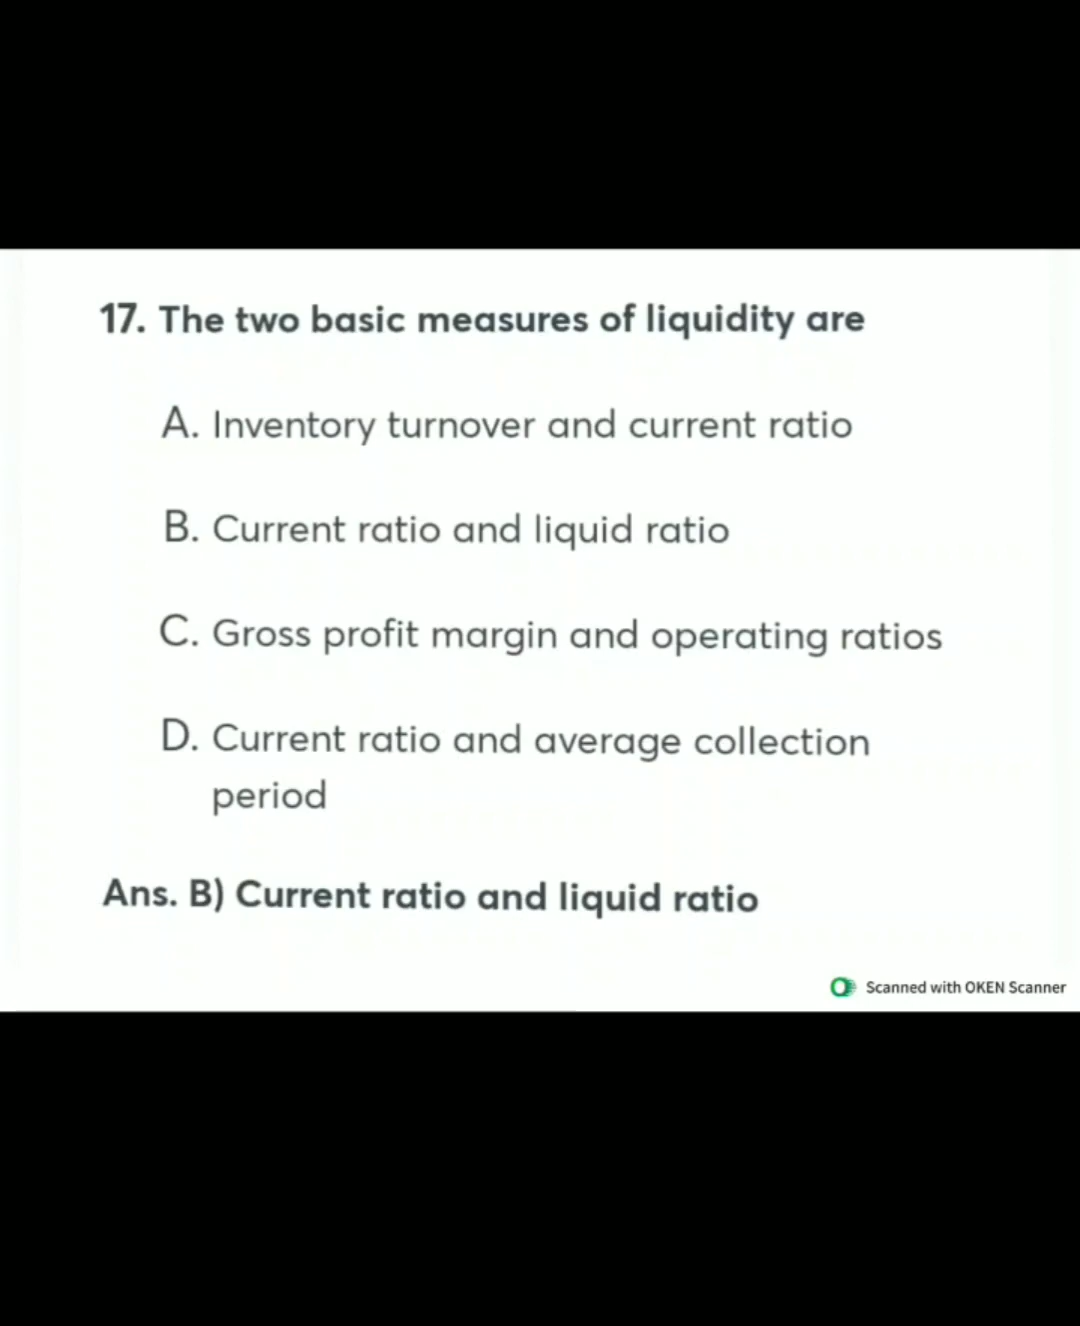 17. The two basic measures of liquidity are
A. Inventory turnover and current ratio
B. Current ratio and liquid ratio
C. Gross profit margin and operating ratios
D. Current ratio and average collection
period
Ans. B) Current ratio and liquid ratio
Scanned with OKEN Scanner